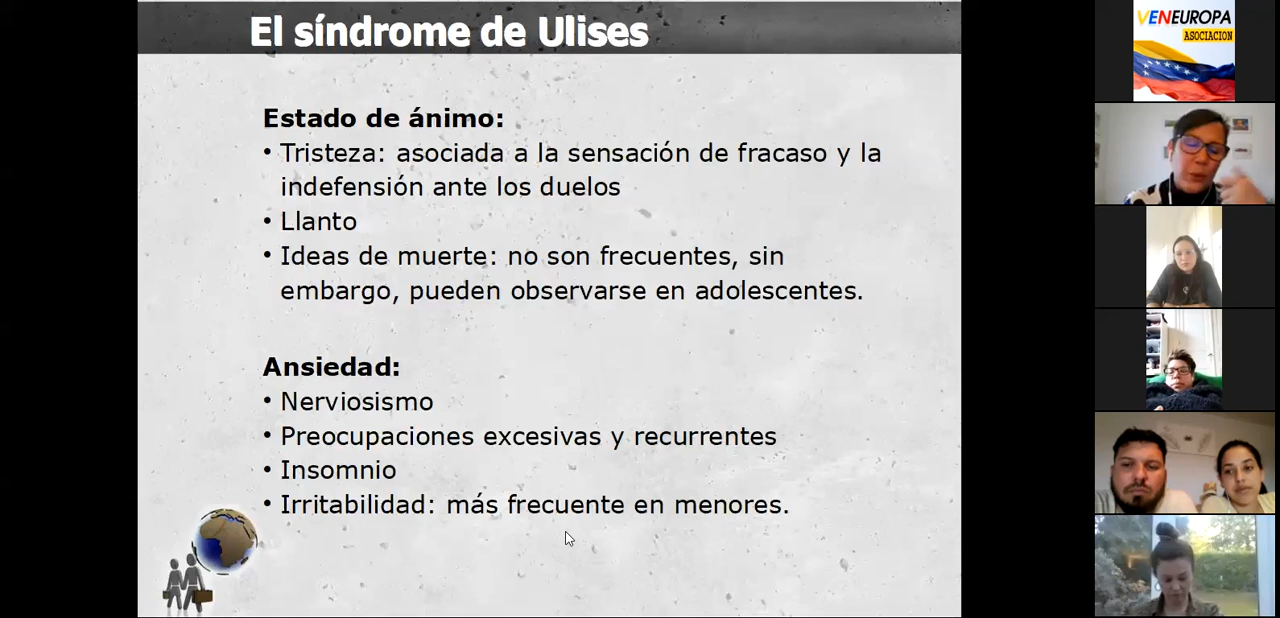 El síndrome de Ulises
Estado de ánimo:
• Tristeza: asociada a la sensación de fracaso y la
indefensión ante los duelos
• Llanto
• Ideas de muerte: no son frecuentes, sin
embargo, pueden observarse en adolescentes.
Ansiedad:
• Nerviosismo
• Preocupaciones excesivas y recurrentes
• Insomnio
• Irritabilidad: más frecuente en menores.
VENEUROPA
ASOCIACION